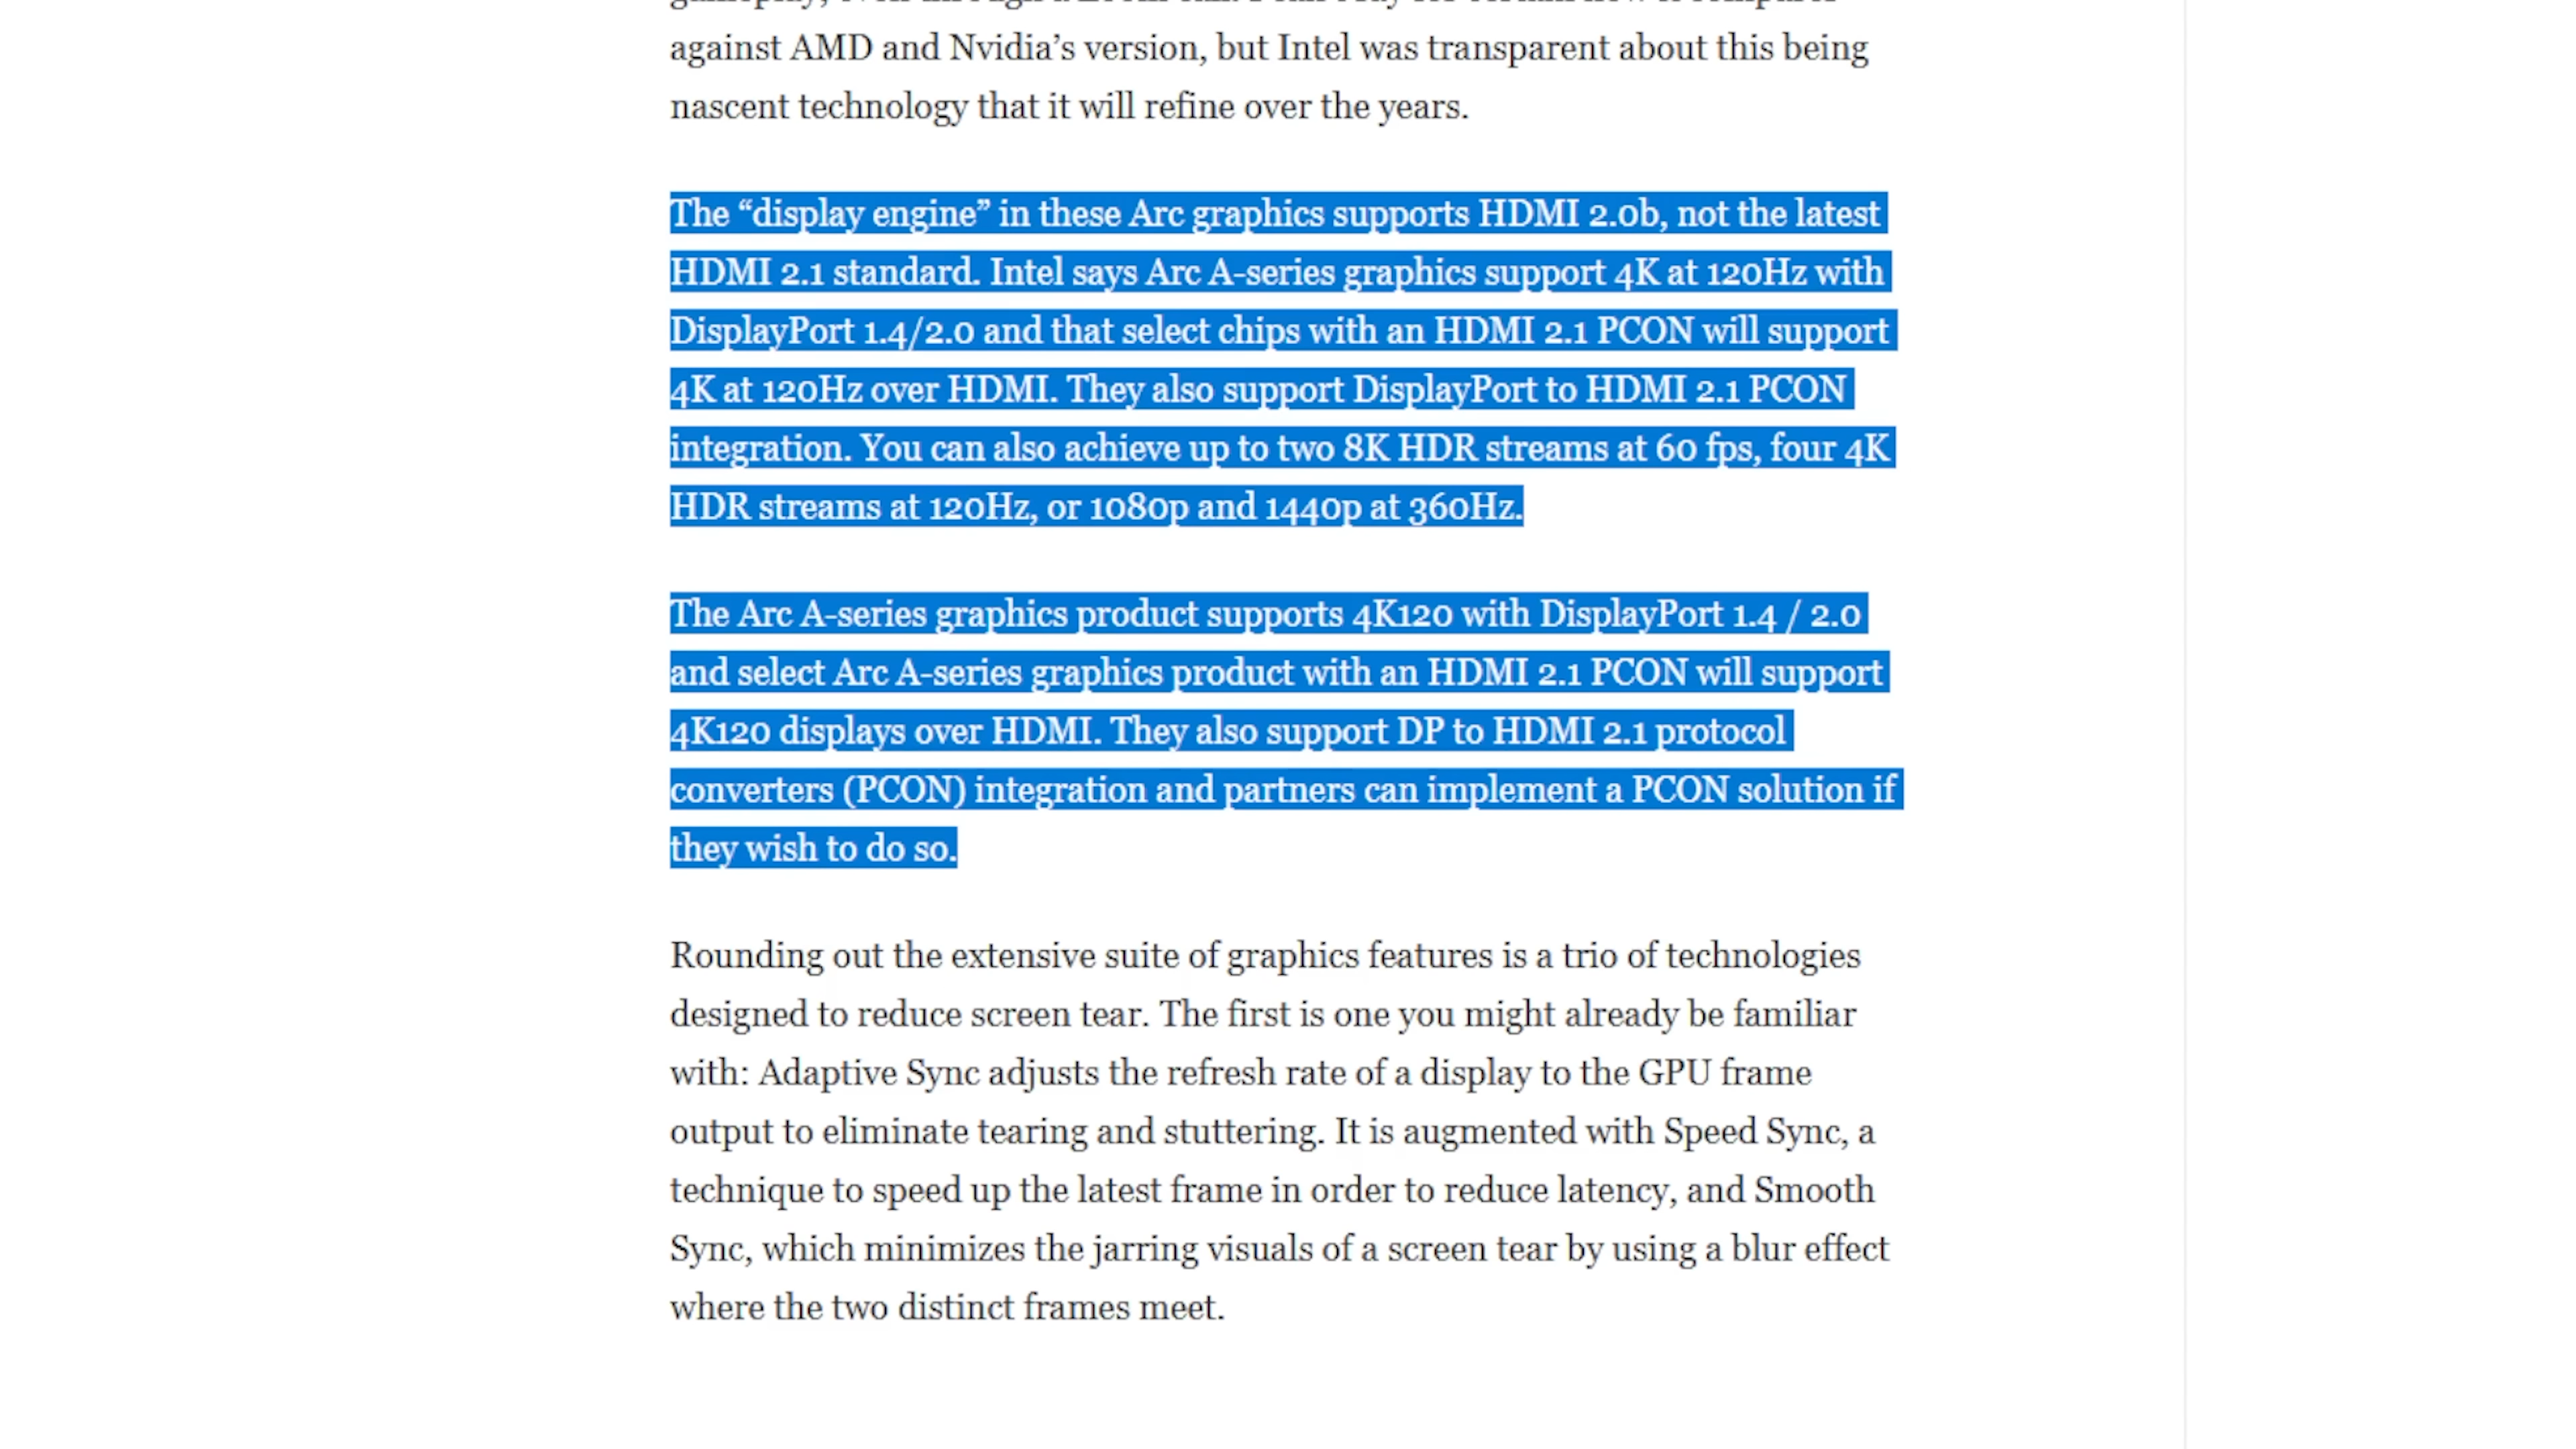 against AMD and Nvidia’s version, but Intel was transparent about this being
nascent technology that it will refine over the years.
The “display engine” in these Arc graphics supports HDMI 2.0b, not the latest
HDMI 2.1 standard. Intel says Arc A-series graphics support 4K at 120Hz with
DisplayPort 1.4/2.0 and that select chips with an HDMI 2.1 PCON will support
4K at 120Hz over HDMI. They also support DisplayPort to HDMI 2.1 PCON
integration. You can also achieve up to two 8K HDR streams at 60 fps, four 4K
HDR streams at 120Hz, or 1080p and 1440p at 360Hz.
The Arc A-series graphics product supports 4K120 with DisplayPort 1.4 / 2.0
and select Arc A-series graphics product with an HDMI 2.1 PCON will support
4K120 displays over HDMI. They also support DP to HDMI 2.1 protocol
converters (PCON) integration and partners can implement a PCON solution if
they wish to do so.
Rounding out the extensive suite of graphics features is a trio of technologies
designed to reduce screen tear. The first is one you might already be familiar
with: Adaptive Sync adjusts the refresh rate of a display to the GPU frame
output to eliminate tearing and stuttering. It is augmented with Speed Sync, a
technique to speed up the latest frame in order to reduce latency, and Smooth
Sync, which minimizes the jarring visuals of a screen tear by using a blur effect
where the two distinct frames meet.